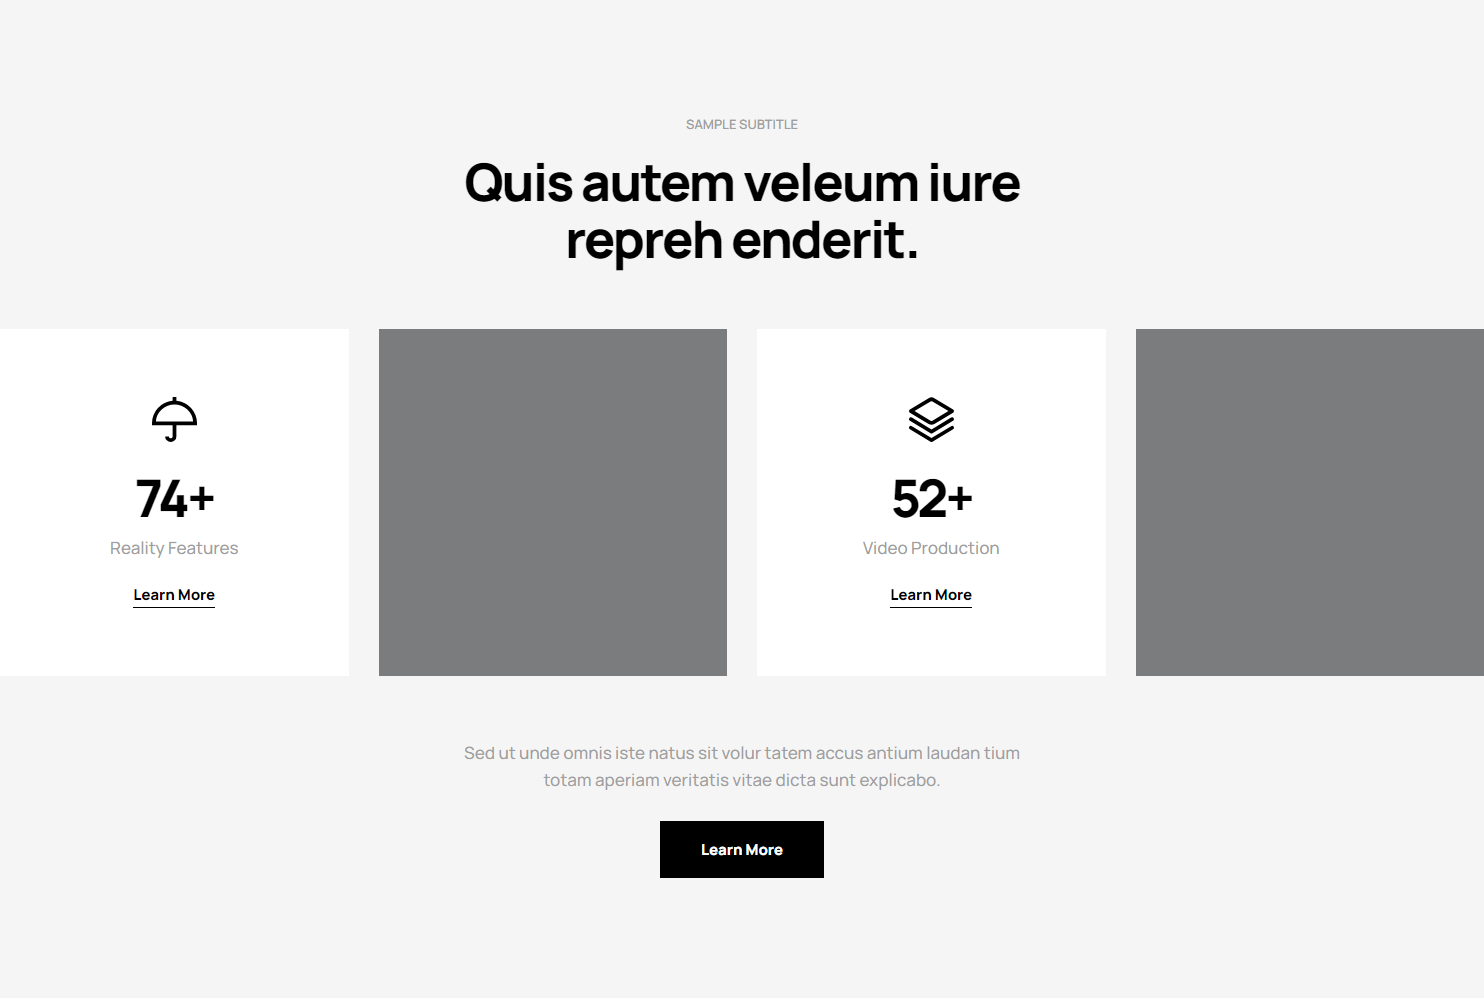 SAMPLE SUBTITLE
Quis autem veleum iure
repreh enderit.
74+
Reality Features
Learn More
52+
Video Production
Learn More
Sed ut unde omnis iste natus sit volur tatem accus antium laudan tium
totam aperiam veritatis vitae dicta sunt explicabo.
Learn More